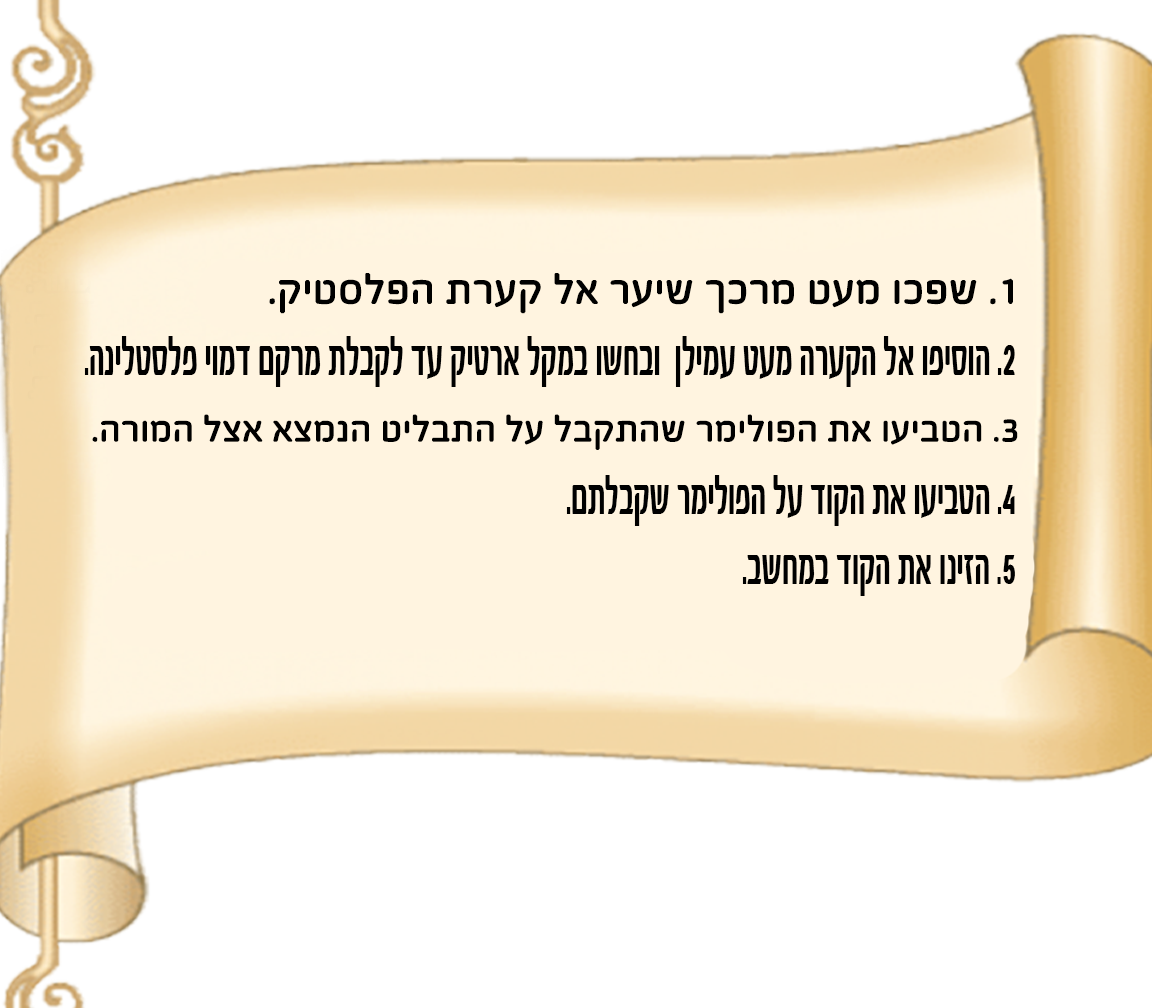 1. שפכו מעט מרכך שיער אל קערת הפלסטיק.
2. הוסיפו אל הקערה מעט עמילן ובחשו במקל ארטיק עד לקבלת מרקם דמוי פלסטלינה.
3. הטביעו את הפולימר שהתקבל על התבליט הנמצא אצל המורה.
4. הטביעו את הקוד על הפולימר שקבלתם.
5. הזינו את הקוד במחשב.